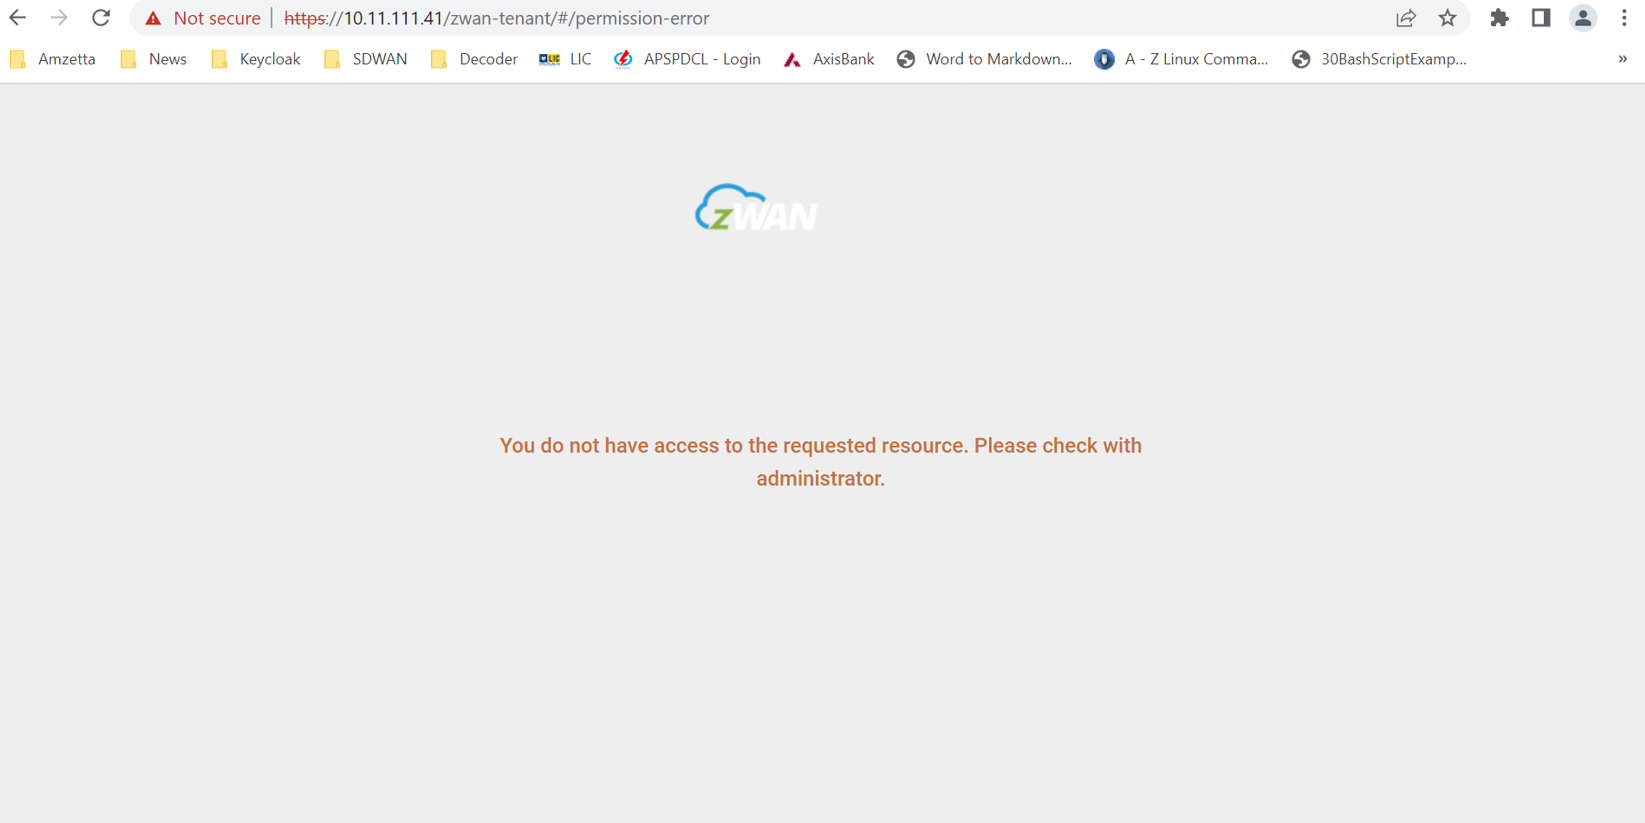 Not secure | https://10.11.111.41/zwan-tenant/#/permission-error
Amzetta News Keycloak SDWAN Decoder LIC LIC APSPDCL - Login AxisBank Word to Markdown... A - Z Linux Comma... 30BashScriptExamp... »
zWAN
You do not have access to the requested resource. Please check with
administrator.